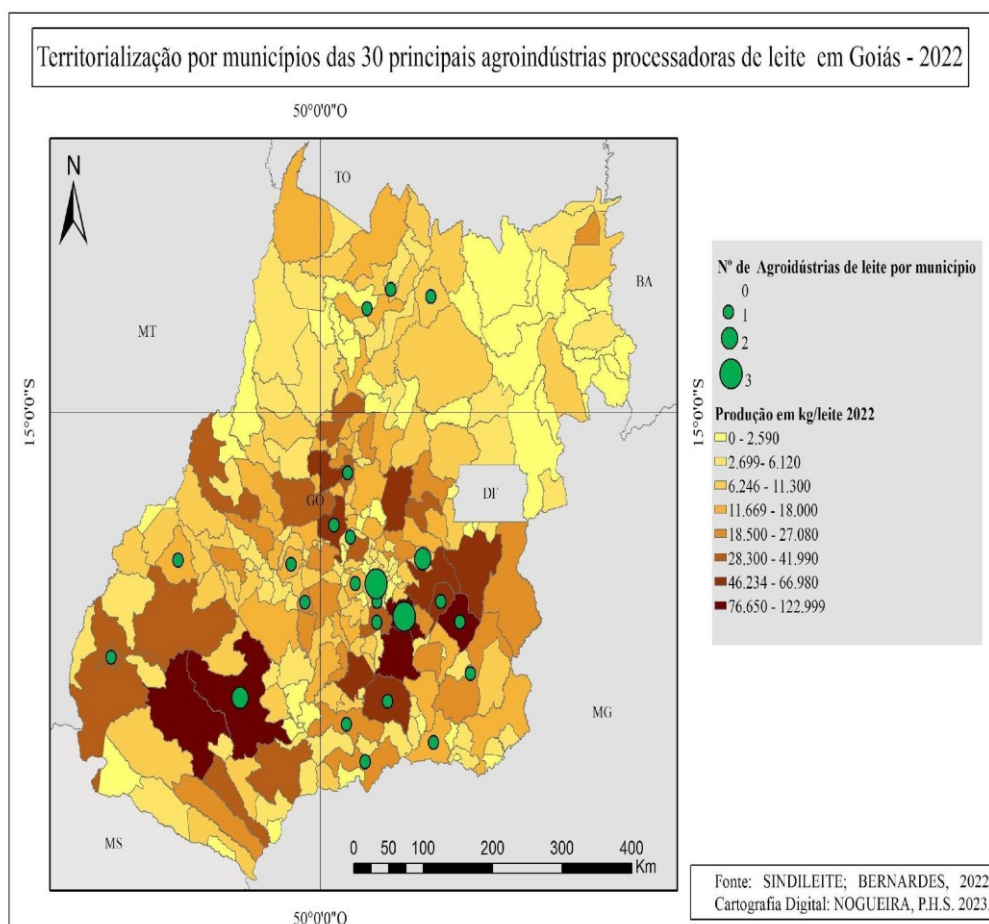 Territorialização por municípios das 30 principais agroindústrias processadoras de leite em Goiás - 2022
50°0'0"O
N
TO
BA
MT
15°0'0"S
15°0'0"S
GO
DF
MG
MS
0 50 100 200 300 400
Km
50°0'0"O
Nº de Agroidústrias de leite por município
0
1
2
3
Produção em kg/leite 2022
0 - 2.590
2.699- 6.120
6.246 - 11.300
11.669 - 18.000
18.500 - 27.080
28.300 - 41.990
46.234 - 66.980
76.650 - 122.999
Fonte: SINDILEITE; BERNARDES, 2022
Cartografia Digital: NOGUEIRA, P.H.S. 2023.